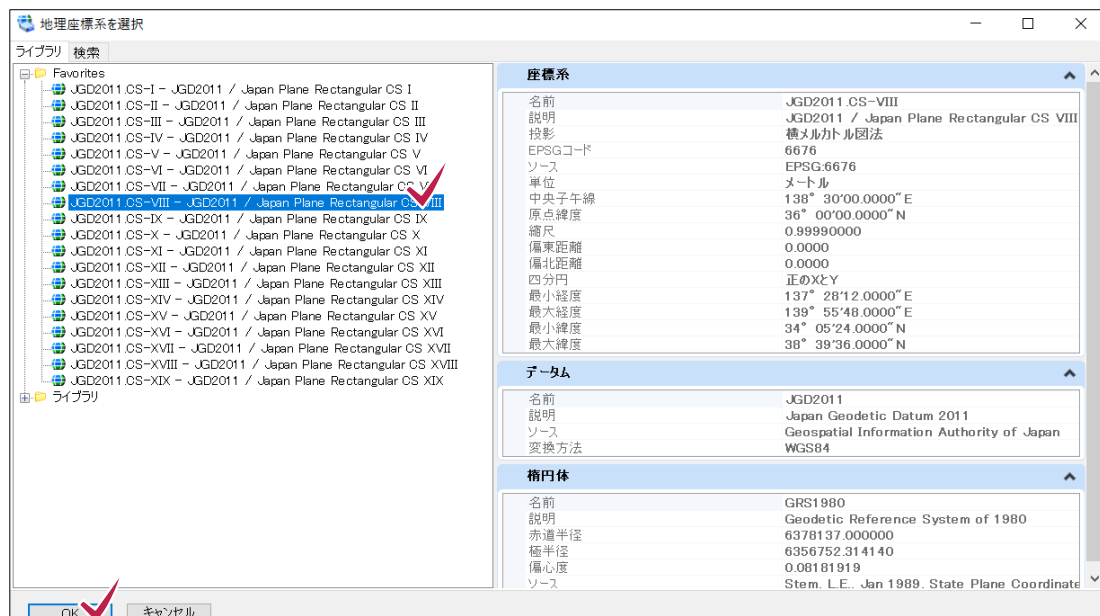 地理座標系を選択
ライブラリ 検索
Favorites
JGD2011.CS-I - JGD2011 / Japan Plane Rectangular CS I
JGD2011.CS-II - JGD2011 / Japan Plane Rectangular CS II
JGD2011.CS-III - JGD2011 / Japan Plane Rectangular CS III
JGD2011.CS-IV - JGD2011 / Japan Plane Rectangular CS IV
JGD2011.CS-V - JGD2011 / Japan Plane Rectangular CS V
JGD2011.CS-VI - JGD2011 / Japan Plane Rectangular CS VI
JGD2011.CS-VII - JGD2011 / Japan Plane Rectangular CS VII
JGD2011.CS-VIII - JGD2011 / Japan Plane Rectangular CS VIII
JGD2011.CS-IX - JGD2011 / Japan Plane Rectangular CS IX
JGD2011.CS-X - JGD2011 / Japan Plane Rectangular CS X
JGD2011.CS-XI - JGD2011 / Japan Plane Rectangular CS XI
JGD2011.CS-XII - JGD2011 / Japan Plane Rectangular CS XII
JGD2011.CS-XIII - JGD2011 / Japan Plane Rectangular CS XIII
JGD2011.CS-XIV - JGD2011 / Japan Plane Rectangular CS XIV
JGD2011.CS-XV - JGD2011 / Japan Plane Rectangular CS XV
JGD2011.CS-XVI - JGD2011 / Japan Plane Rectangular CS XVI
JGD2011.CS-XVII - JGD2011 / Japan Plane Rectangular CS XVII
JGD2011.CS-XVIII - JGD2011 / Japan Plane Rectangular CS XVIII
JGD2011.CS-XIX - JGD2011 / Japan Plane Rectangular CS XIX
ライブラリ
座標系
名前 JGD2011.CS-VIII
説明 JGD2011 / Japan Plane Rectangular CS VIII
投影 横メルカトル図法
EPSGコード 6676
ソース EPSG:6676
単位 メートル
中央子午線 138° 30'00.0000"E
原点緯度 36° 00'00.0000"N
縮尺 0.99990000
偏東距離 0.0000
偏北距離 0.0000
四分円 正のXとY
最小経度 137° 28'12.0000"E
最大経度 139° 55'48.0000"E
最小緯度 34° 05'24.0000"N
最大緯度 38° 39'36.0000"N
データム
名前 JGD2011
説明 Japan Geodetic Datum 2011
ソース Geospatial Information Authority of Japan
変換方法 WGS84
楕円体
名前 GRS1980
説明 Geodetic Reference System of 1980
赤道半径 6378137.000000
極半径 6356752.314140
偏心度 0.08181919
ソース Stem, L.E., Jan 1989, State Plane Coordinate
OK キャンセル